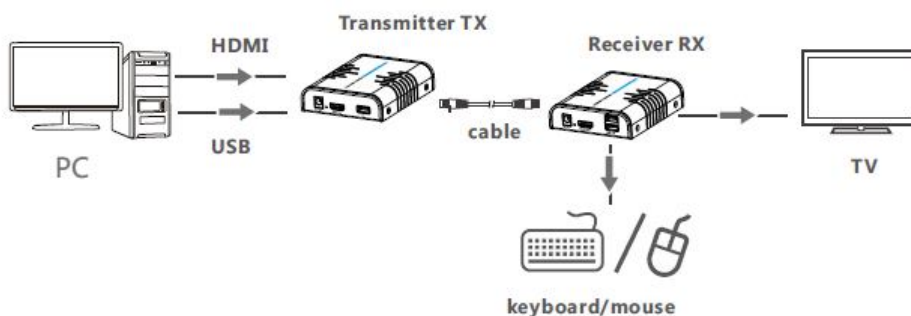 Transmitter TX
HDMI
Receiver RX
USB
cable
PC
TV
keyboard/mouse